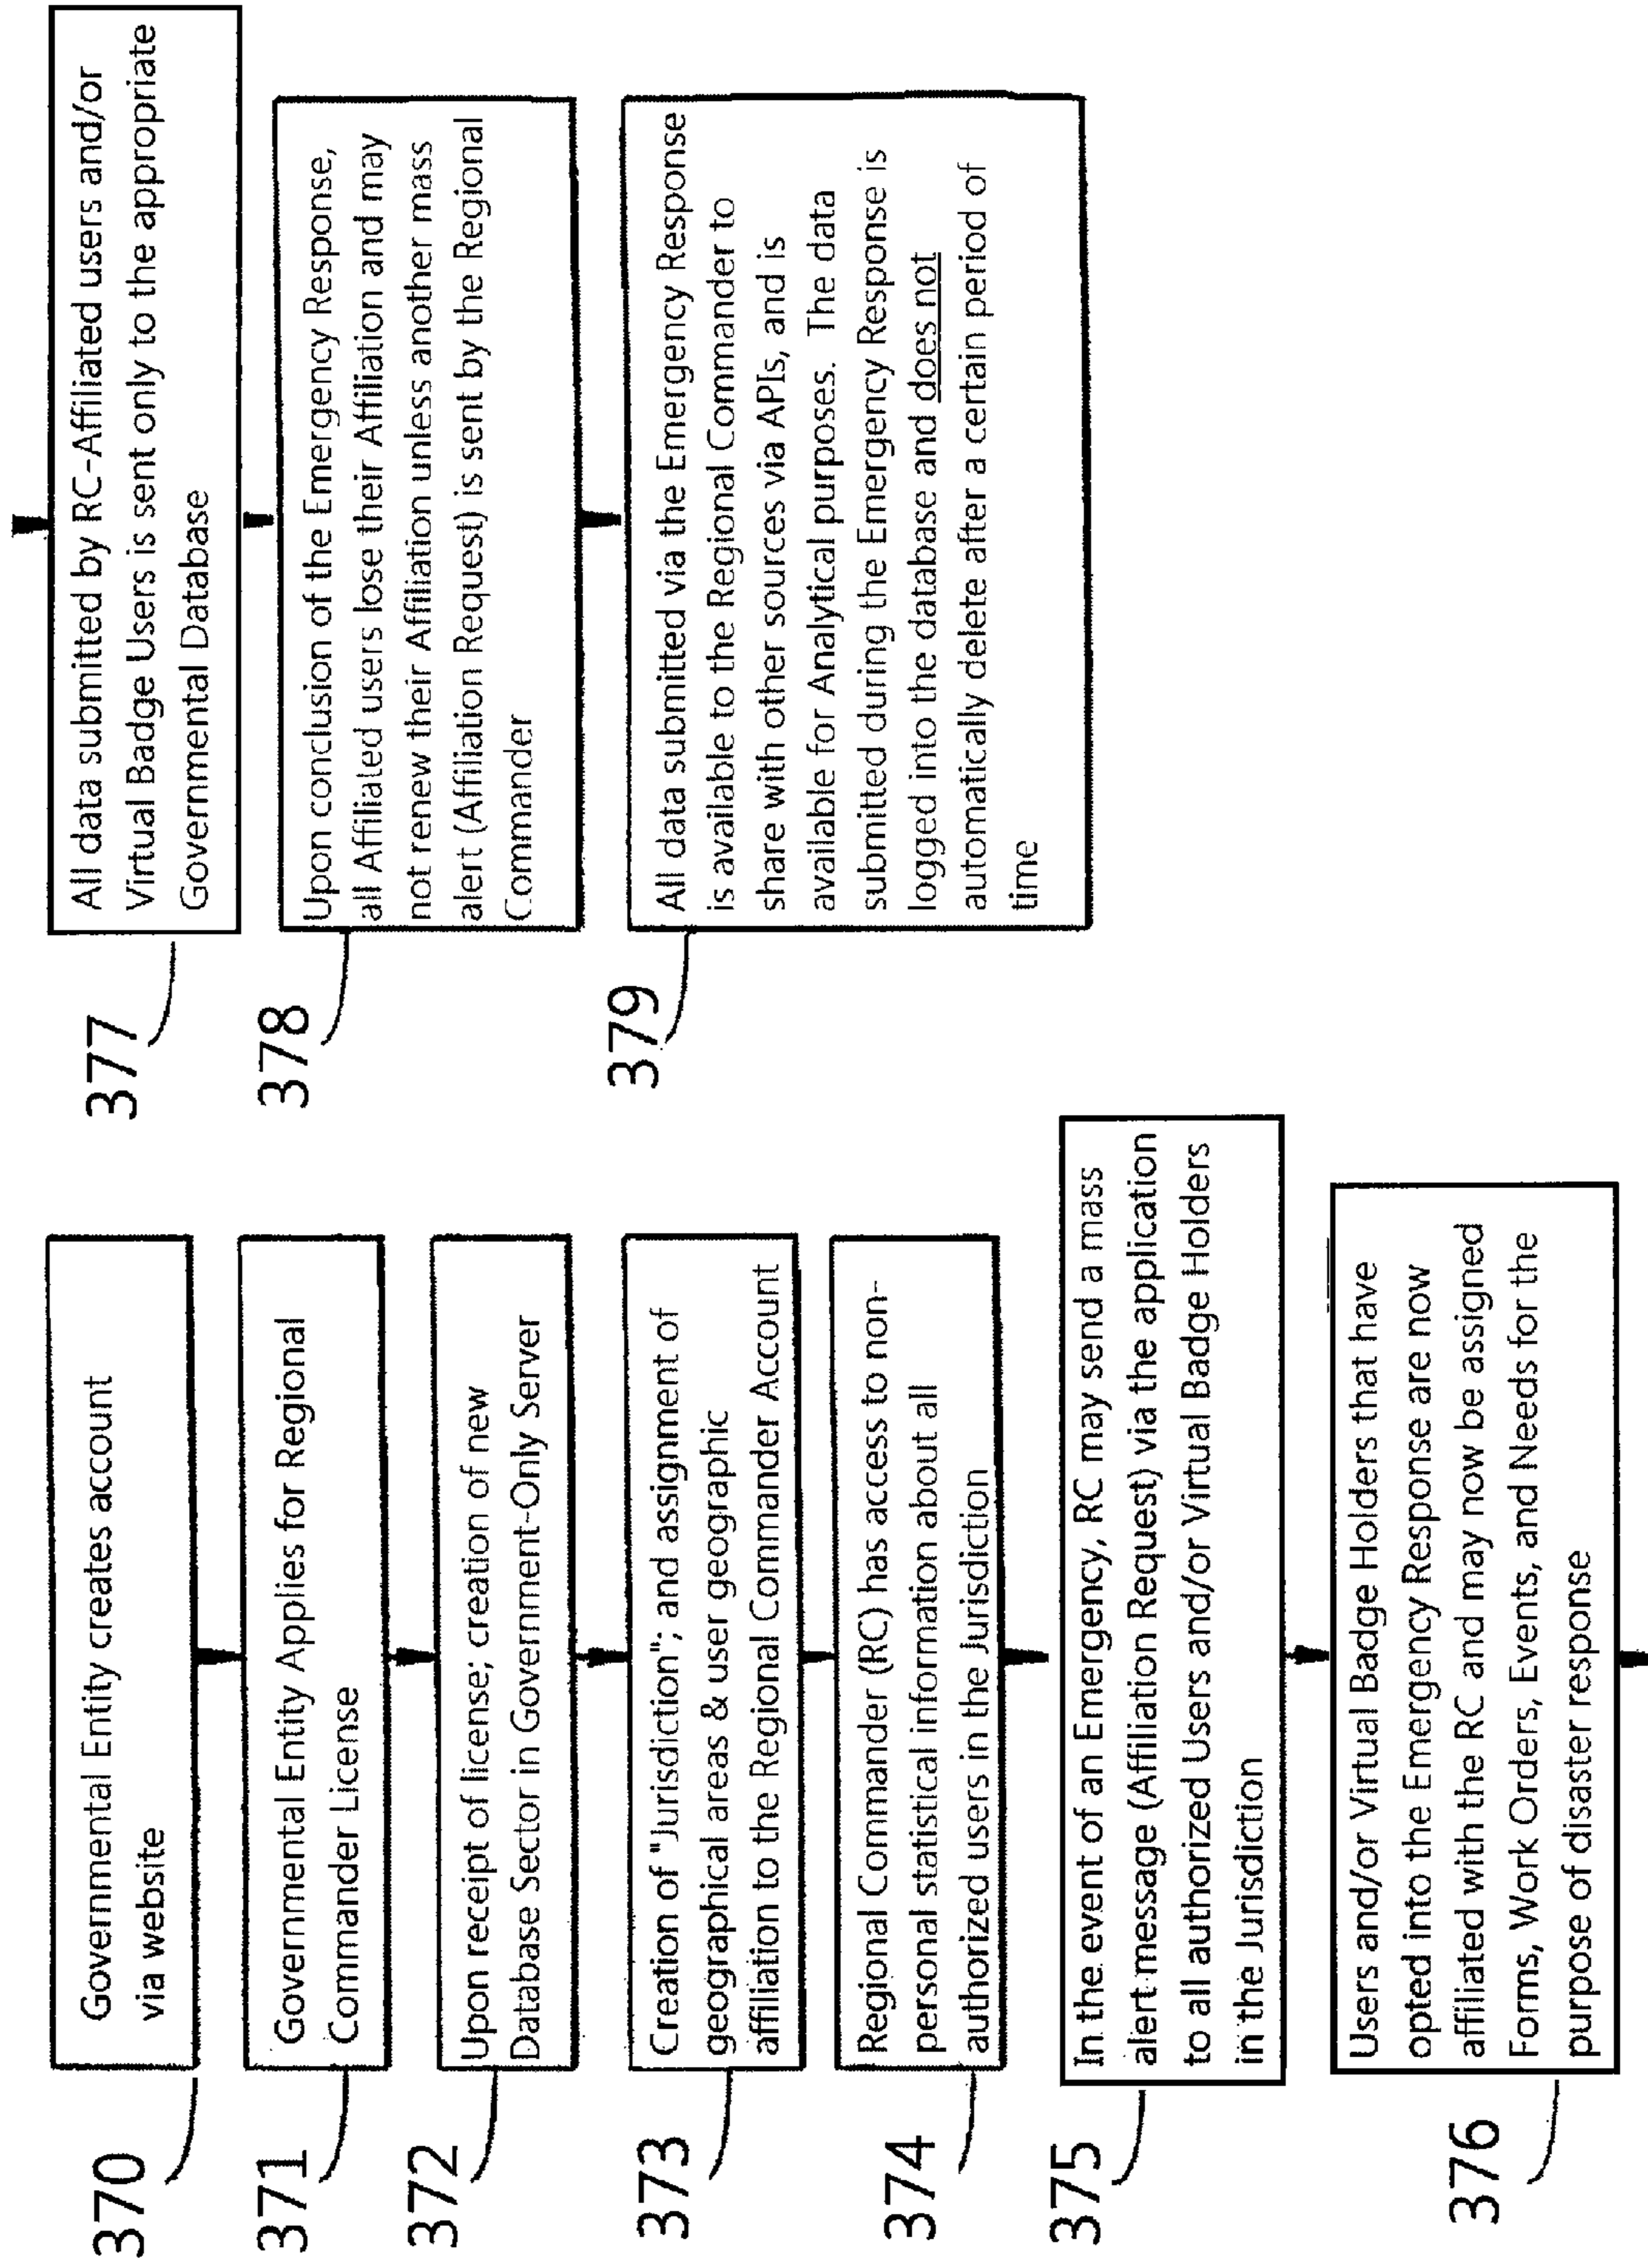 370
Governmental Entity creates account
via website
371
Governmental Entity Applies for Regional
Commander License
372
Upon receipt of license; creation of new
Database Sector in Government-Only Server
373
Creation of "Jurisdiction"; and assignment of
geographical areas & user geographic
affiliation to the Regional Commander Account
374
Regional Commander (RC) has access to non-
personal statistical information about all
authorized users in the Jurisdiction
375
In the event of an Emergency, RC may send a mass
alert message (Affiliation Request) via the application
to all authorized Users and/or Virtual Badge Holders
in the Jurisdiction
376
Users and/or Virtual Badge Holders that have
opted into the Emergency Response are now
affiliated with the RC and may now be assigned
Forms, Work Orders, Events, and Needs for the
purpose of disaster response
377
All data submitted by RC-Affiliated users and/or
Virtual Badge Users is sent only to the appropriate
Governmental Database
378
Upon conclusion of the Emergency Response,
all Affiliated users lose their Affiliation and may
not renew their Affiliation unless another mass
alert (Affiliation Request) is sent by the Regional
Commander
379
All data submitted via the Emergency Response
is available to the Regional Commander to
share with other sources via APIs, and is
available for Analytical purposes. The data
submitted during the Emergency Response is
logged into the database and does not
automatically delete after a certain period of
time